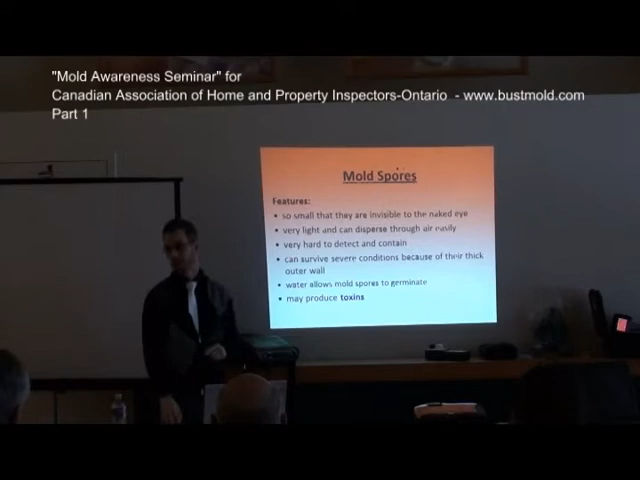 "Mold Awareness Seminar" for
Canadian Association of Home and Property Inspectors-Ontario - www.bustmold.com
Part 1
Mold Spores
Features:
• so small that they are invisible to the naked eye
• very light and can disperse through air easily
• very hard to detect and contain
• can survive severe conditions because of their thick
outer wall
• water allows mold spores to germinate
• may produce toxins